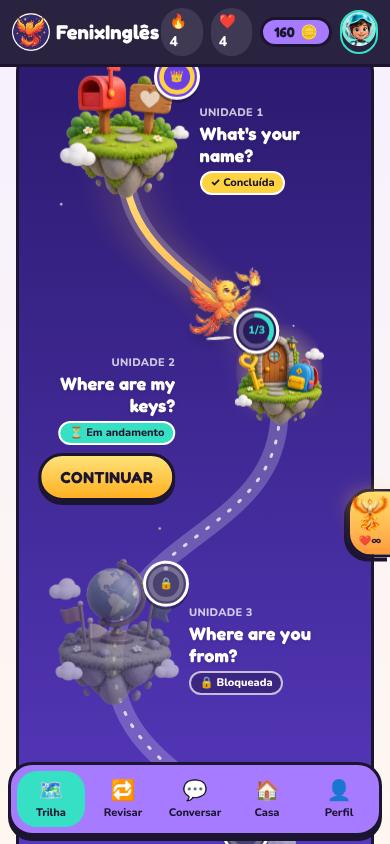 FenixInglês
🔥 4
❤️ 4
160
UNIDADE 1
What's your
name?
✓ Concluída
1/3
UNIDADE 2
Where are my
keys?
⏳ Em andamento
CONTINUAR
❤️∞
UNIDADE 3
Where are you
from?
🔒 Bloqueada
Trilha
Revisar
Conversar
Casa
Perfil